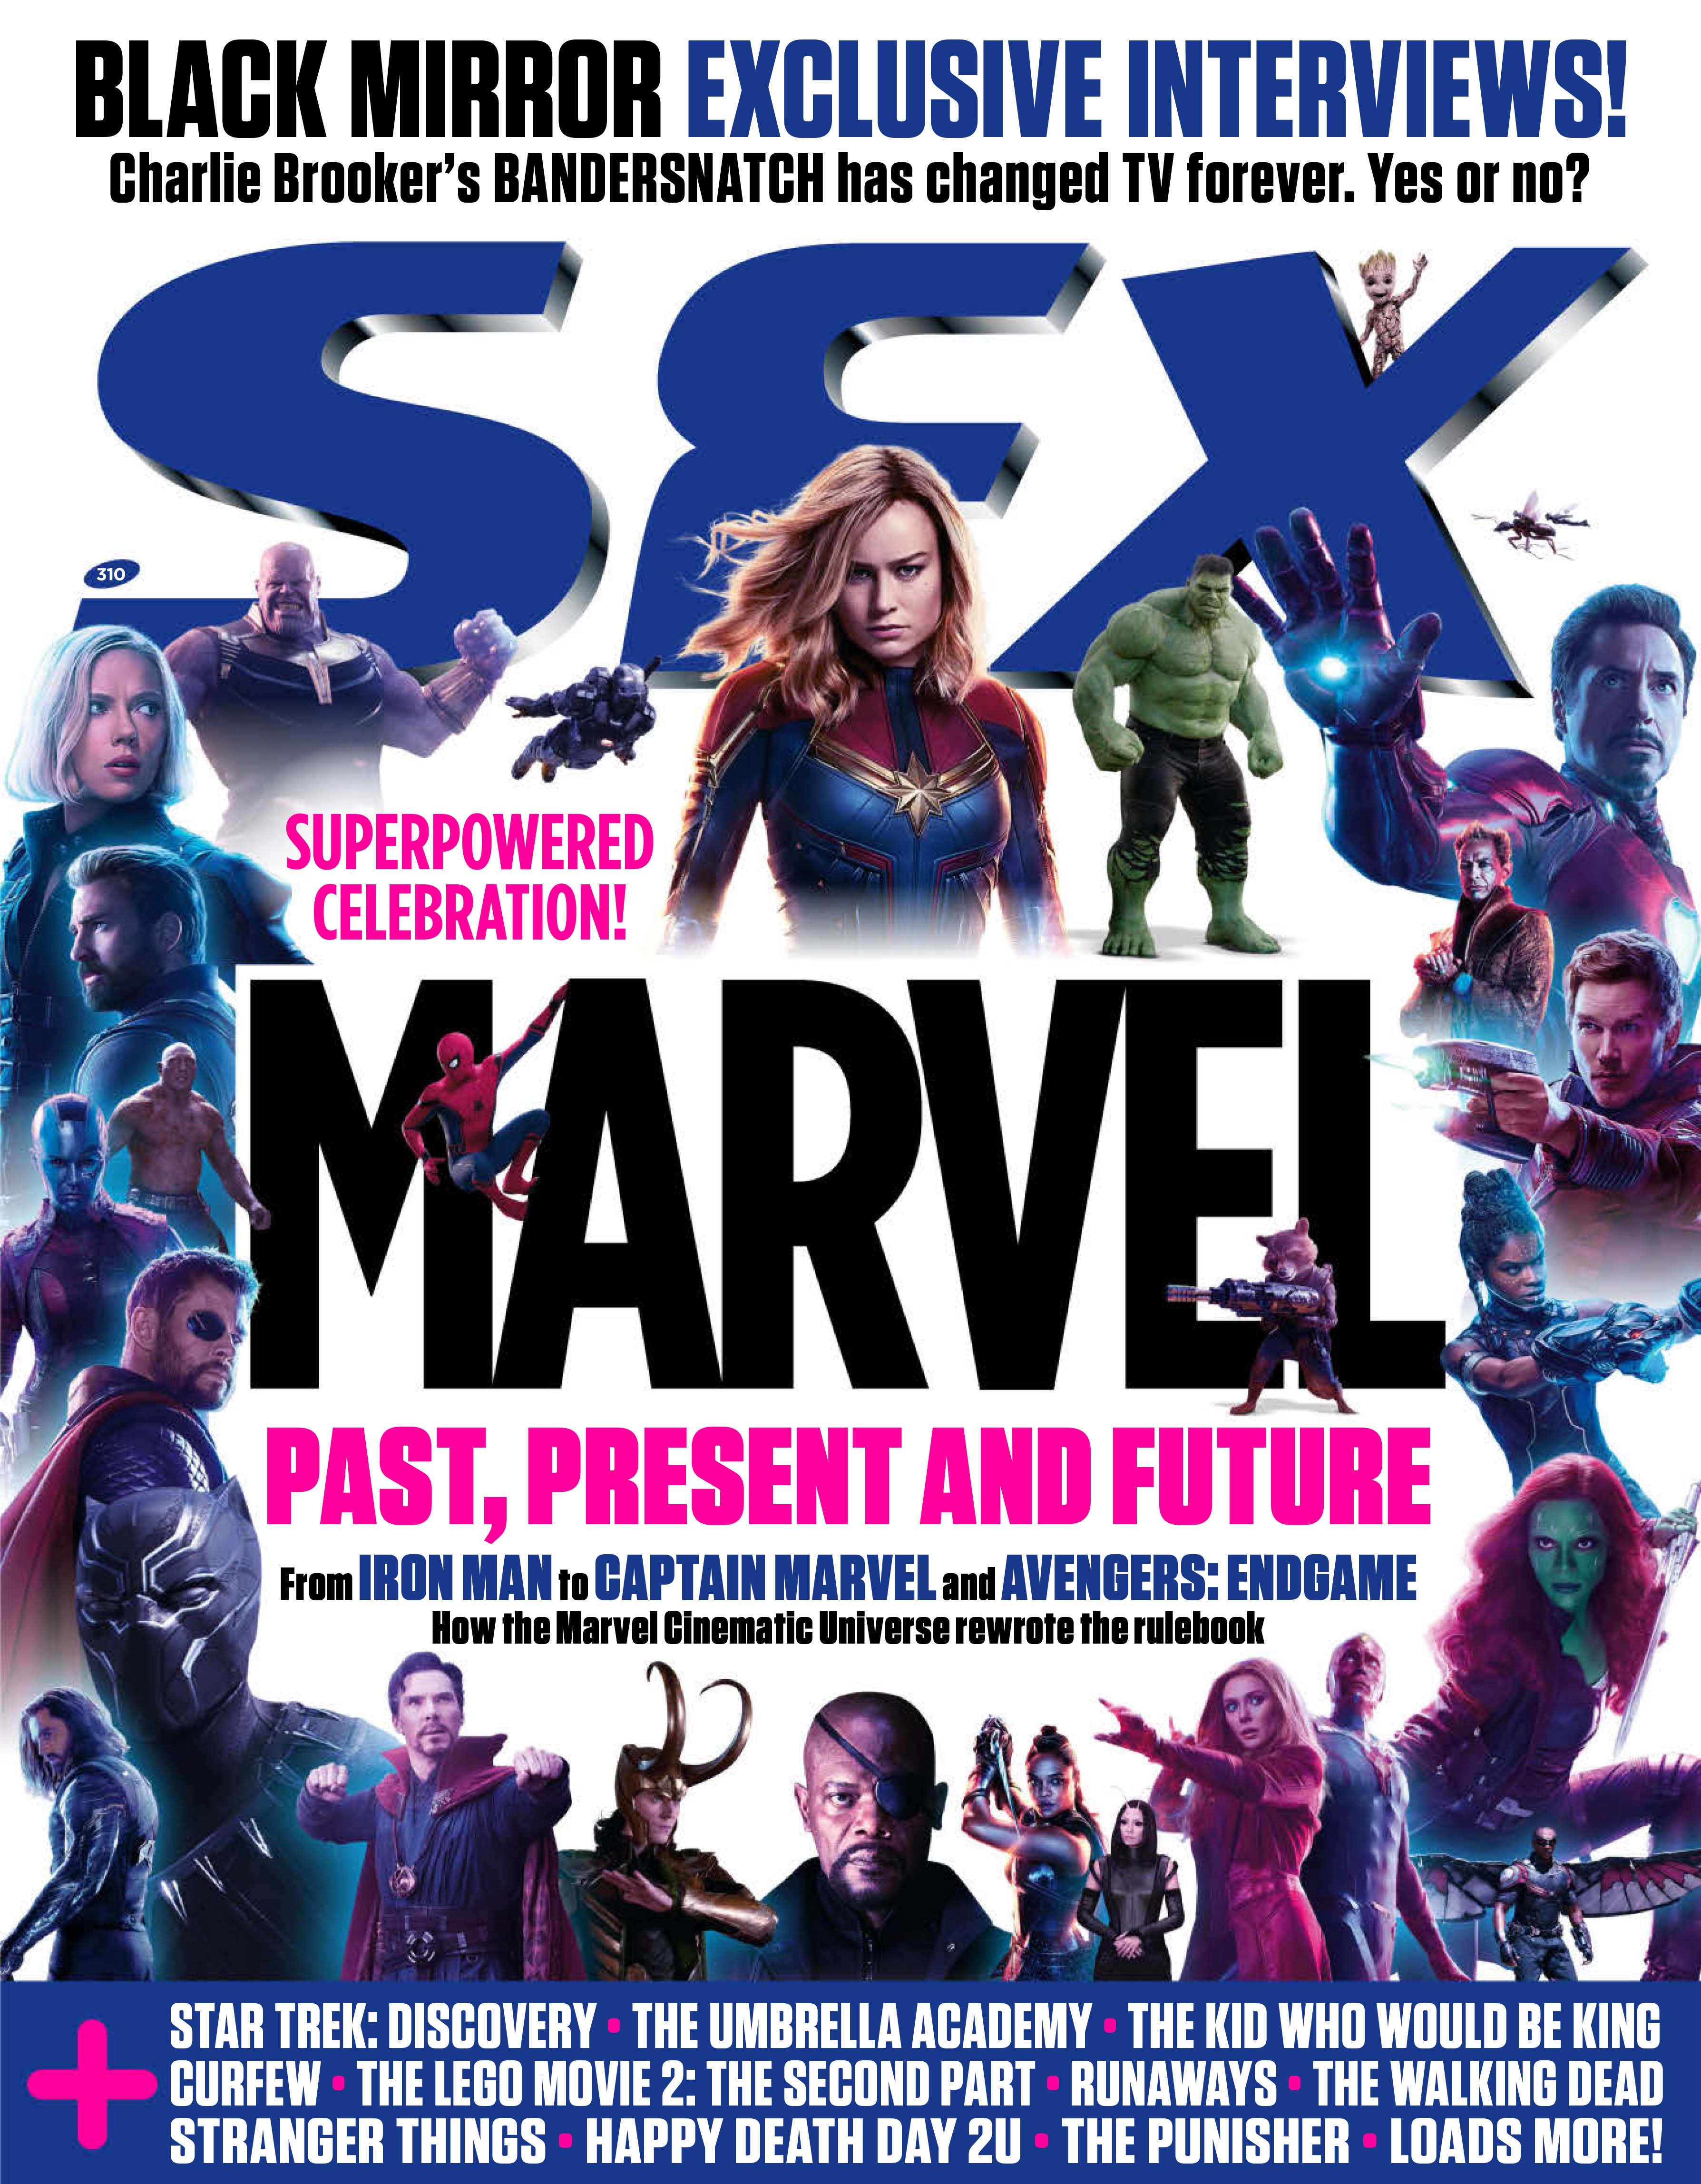 BLACK MIRROR EXCLUSIVE INTERVIEWS!
Charlie Brooker's BANDERSNATCH has changed TV forever. Yes or no?
SFX
310
SUPERPOWERED
CELEBRATION!
MARVEL
PAST, PRESENT AND FUTURE
From IRON MAN to CAPTAIN MARVEL and AVENGERS: ENDGAME
How the Marvel Cinematic Universe rewrote the rulebook
+ STAR TREK: DISCOVERY • THE UMBRELLA ACADEMY • THE KID WHO WOULD BE KING
CURFEW • THE LEGO MOVIE 2: THE SECOND PART • RUNAWAYS • THE WALKING DEAD
STRANGER THINGS • HAPPY DEATH DAY 2U • THE PUNISHER • LOADS MORE!